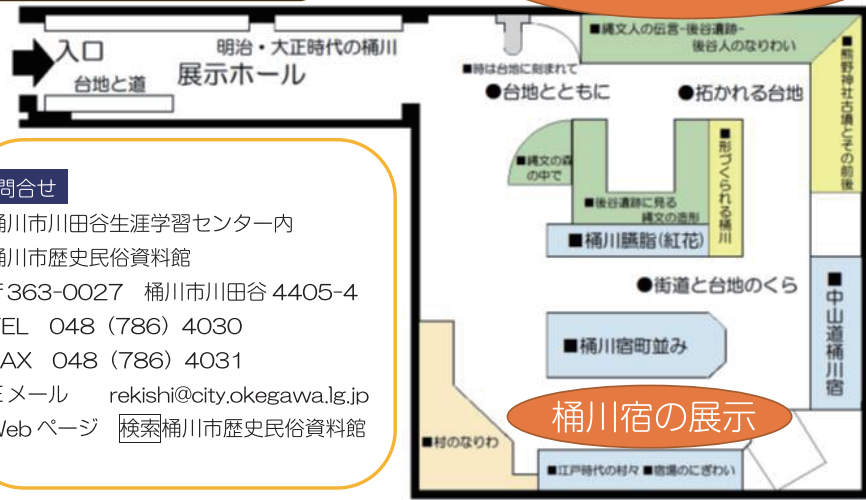 入口
明治・大正時代の桶川
展示ホール
台地と道
■時は台地に刻まれて
●台地とともに
■縄文人の伝言-後谷遺跡-
後谷人のなりわい
●拓かれる台地
■熊野神社古墳とその前後
■縄文の森
の中で
■後谷遺跡に見る
縄文の造形
■形づくられる桶川
■桶川臙脂(紅花)
●街道と台地のくら
■中山道桶川宿
■桶川宿町並み
桶川宿の展示
■村のなりわ
■江戸時代の村々 ■宿場のにぎわい
問合せ
桶川市川田谷生涯学習センター内
桶川市歴史民俗資料館
〒363-0027 桶川市川田谷 4405-4
TEL 048（786）4030
FAX 048（786）4031
Eメール rekishi@city.okegawa.lg.jp
Web ページ 検索桶川市歴史民俗資料館